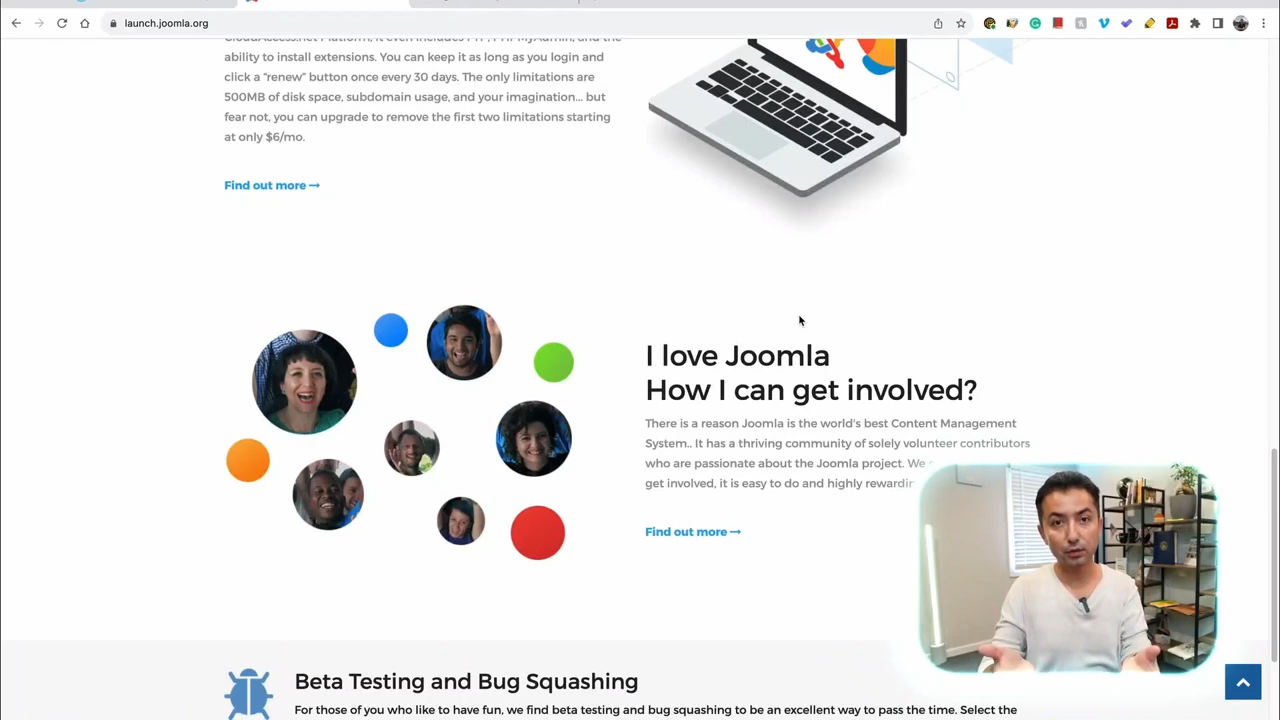 launch.joomla.org
ability to install extensions. You can keep it as long as you login and
click a "renew" button once every 30 days. The only limitations are
500MB of disk space, subdomain usage, and your imagination... but
fear not, you can upgrade to remove the first two limitations starting
at only $6/mo.
Find out more →
I love Joomla
How I can get involved?
There is a reason Joomla is the world's best Content Management
System.. It has a thriving community of solely volunteer contributors
who are passionate about the Joomla project. We
get involved, it is easy to do and highly
Find out more →
Beta Testing and Bug Squashing
For those of you who like to have fun, we find beta testing and bug squashing to be an excellent way to pass the time. Select the